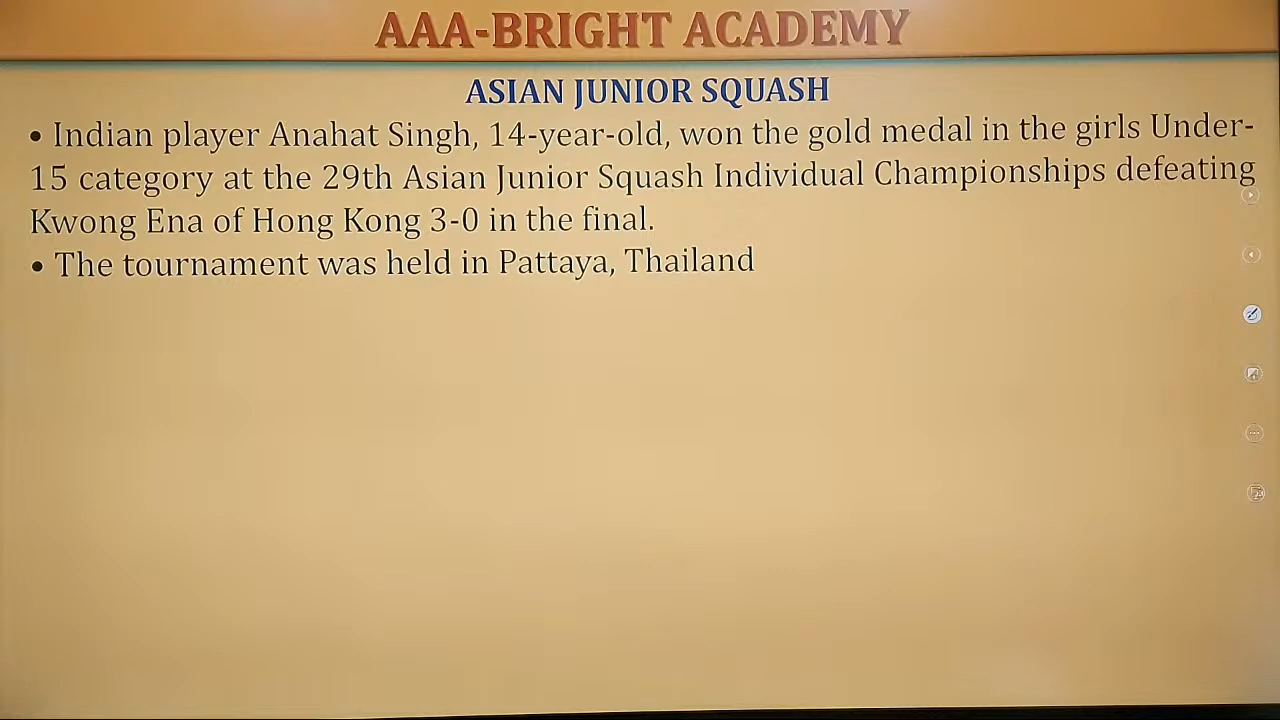 AAA-BRIGHT ACADEMY
ASIAN JUNIOR SQUASH
• Indian player Anahat Singh, 14-year-old, won the gold medal in the girls Under-
15 category at the 29th Asian Junior Squash Individual Championships defeating
Kwong Ena of Hong Kong 3-0 in the final.
• The tournament was held in Pattaya, Thailand